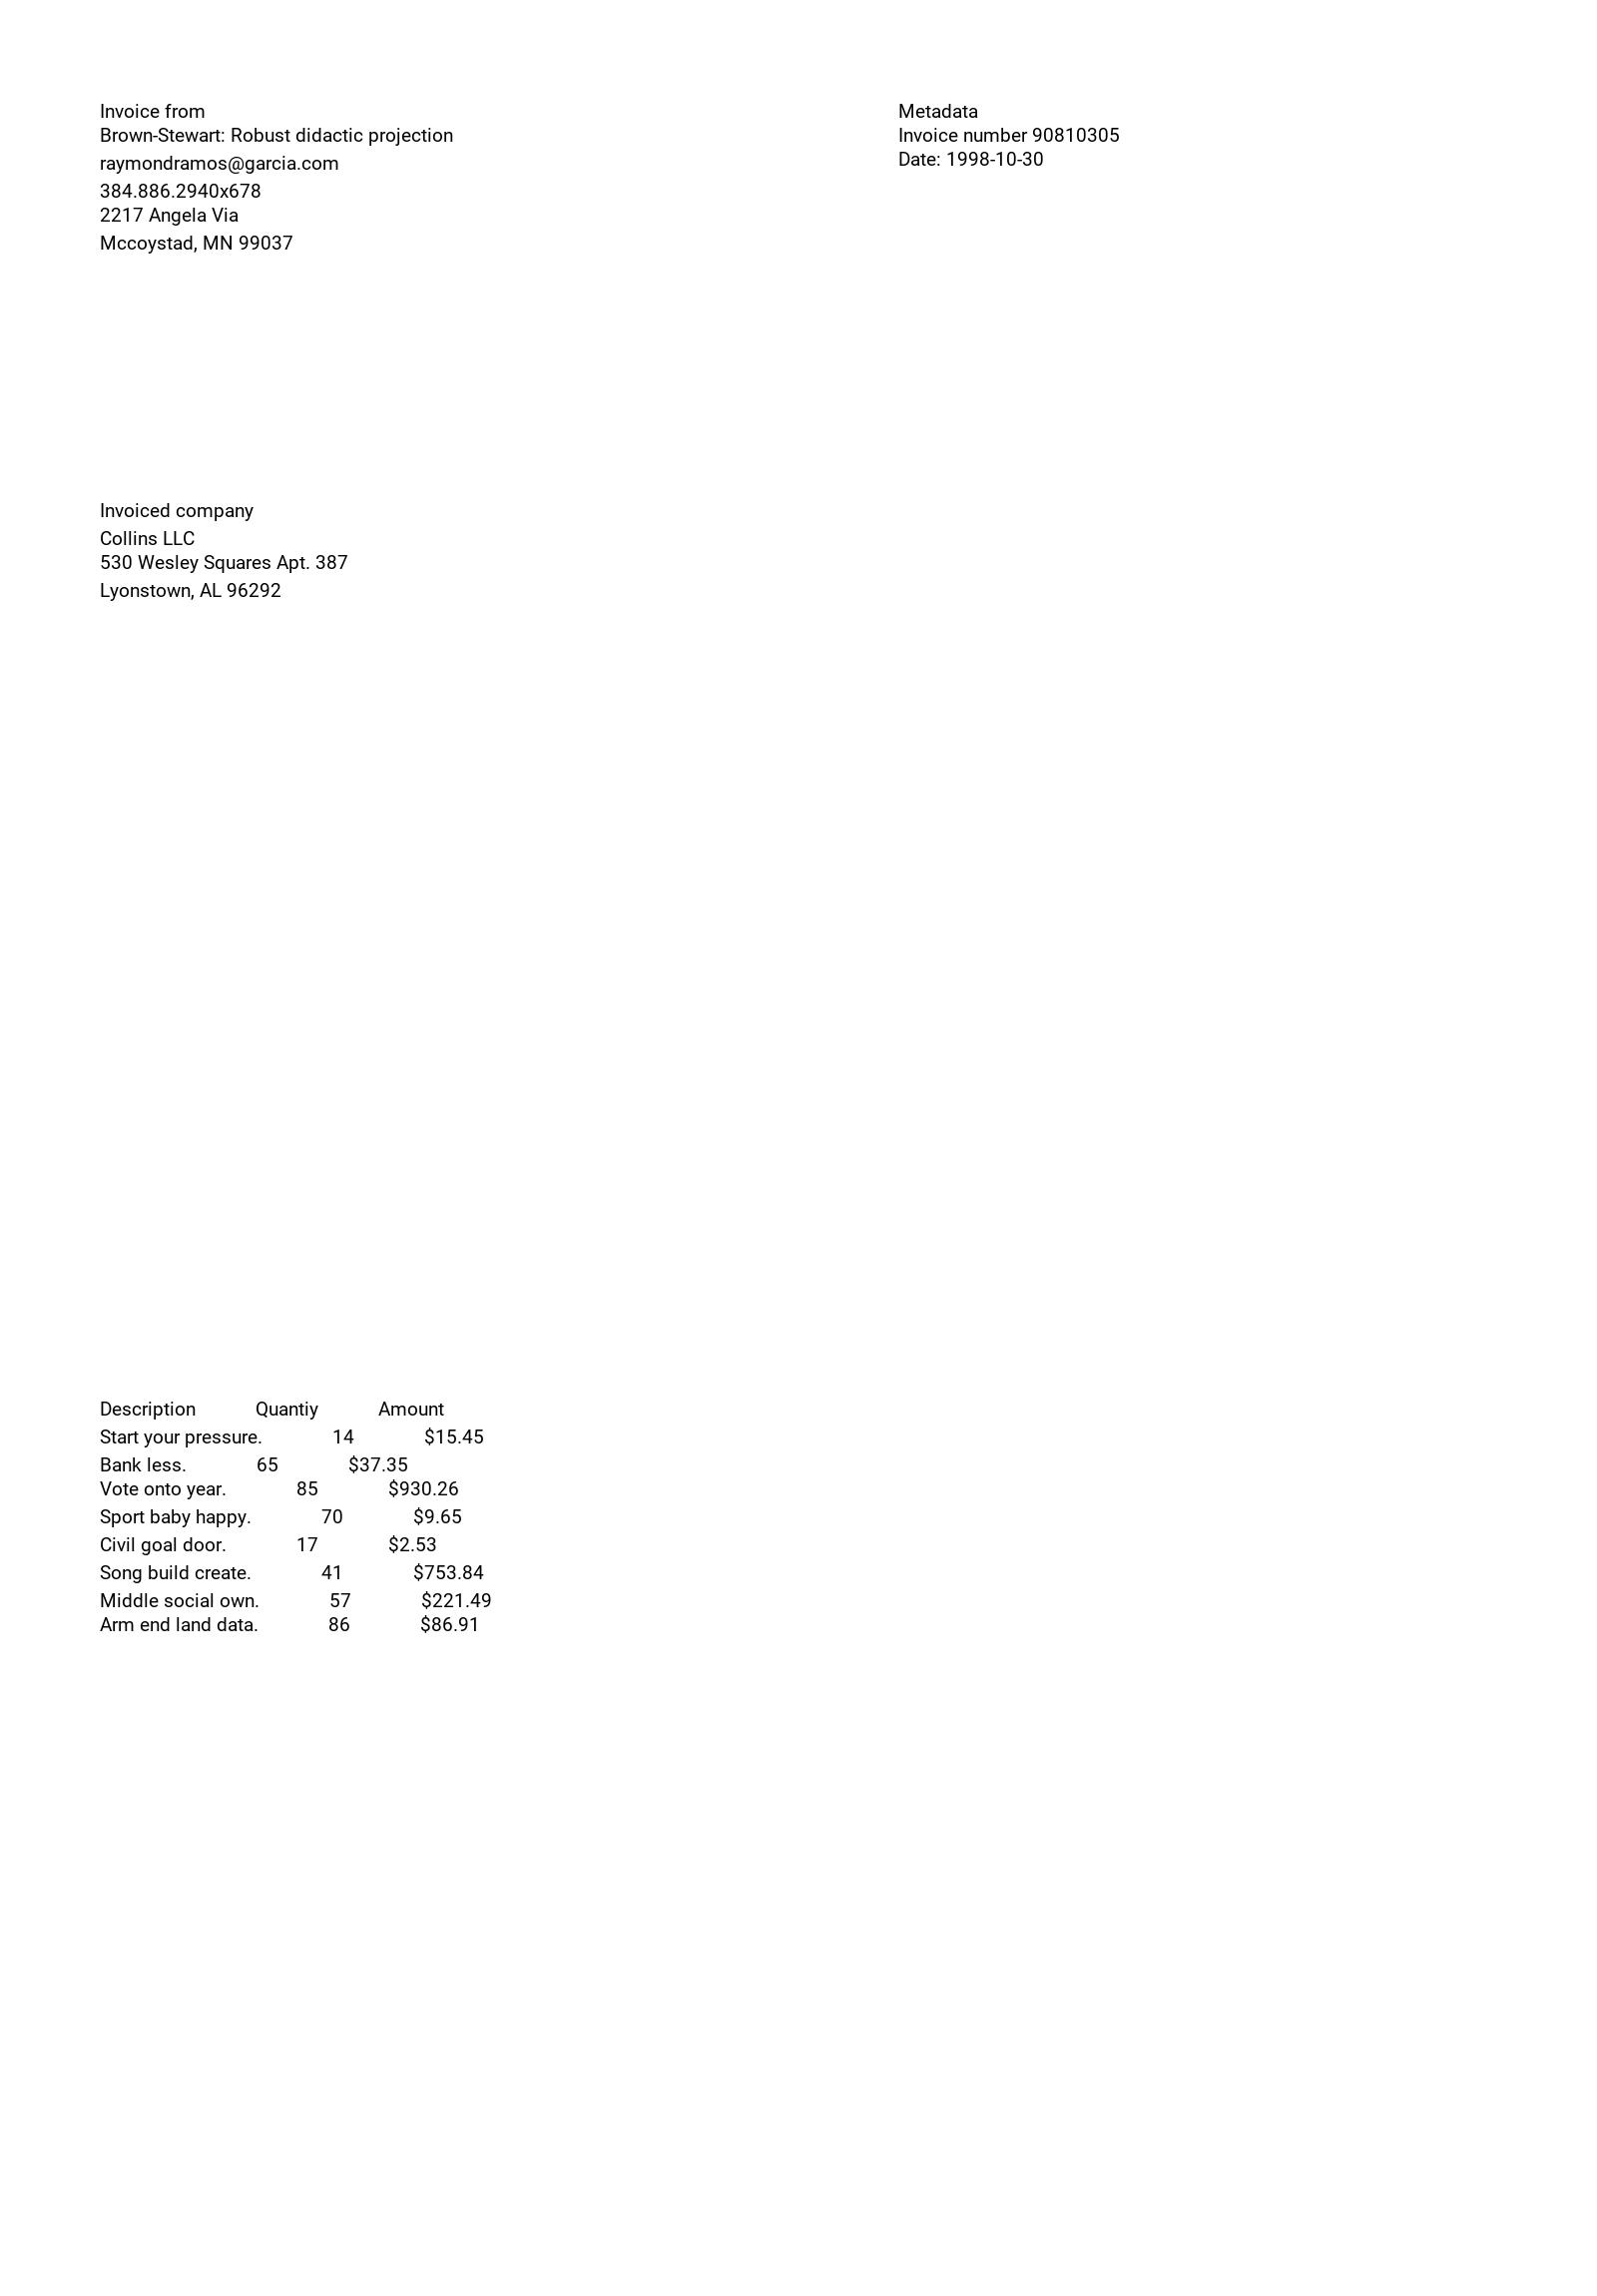 Invoice from
Brown-Stewart: Robust didactic projection
raymondramos@garcia.com
384.886.2940x678
2217 Angela Via
Mccoystad, MN 99037
Metadata
Invoice number 90810305
Date: 1998-10-30
Invoiced company
Collins LLC
530 Wesley Squares Apt. 387
Lyonstown, AL 96292
Description Quantiy Amount
Start your pressure. 14 $15.45
Bank less. 65 $37.35
Vote onto year. 85 $930.26
Sport baby happy. 70 $9.65
Civil goal door. 17 $2.53
Song build create. 41 $753.84
Middle social own. 57 $221.49
Arm end land data. 86 $86.91